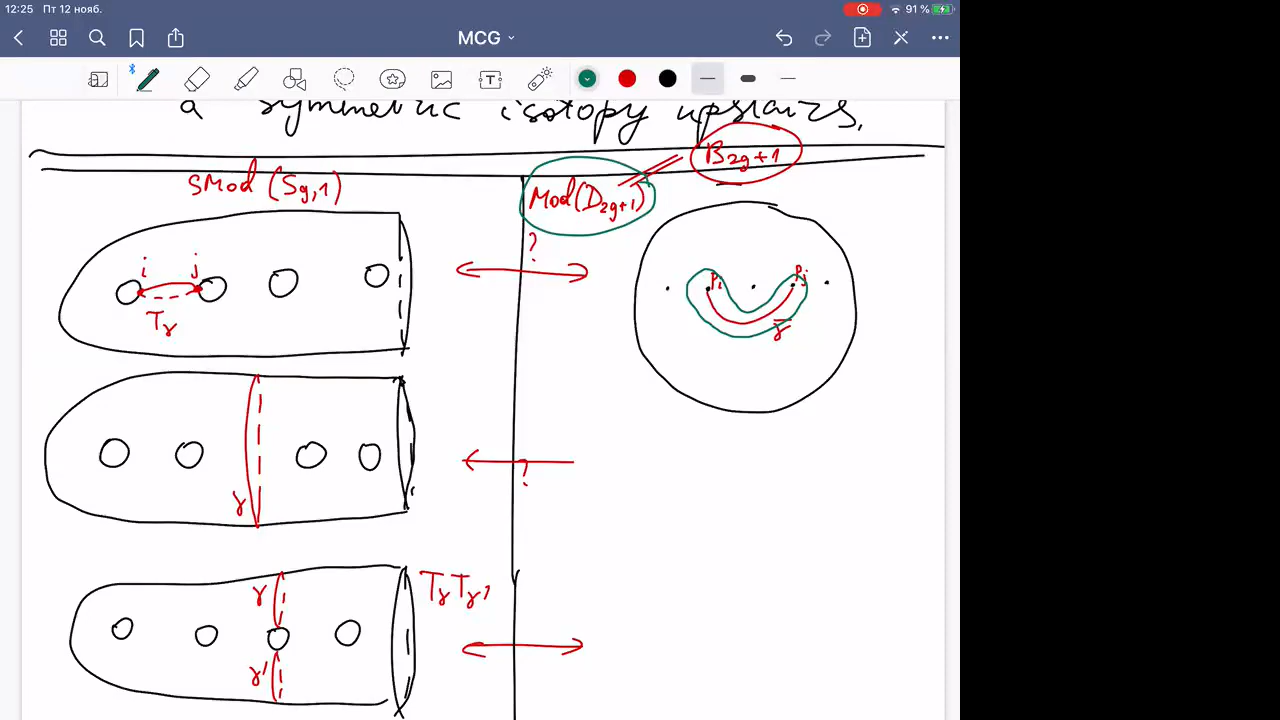 12:25 Пт 12 нояб. 91 %
MCG
a symmetric isotopy upstairs.
SMod (Sg,1)
Mod(D2g+1)
B2g+1
i j
Tγ
?
Pi Pj
γ̅
γ
?
γ
TγTγ'
γ'